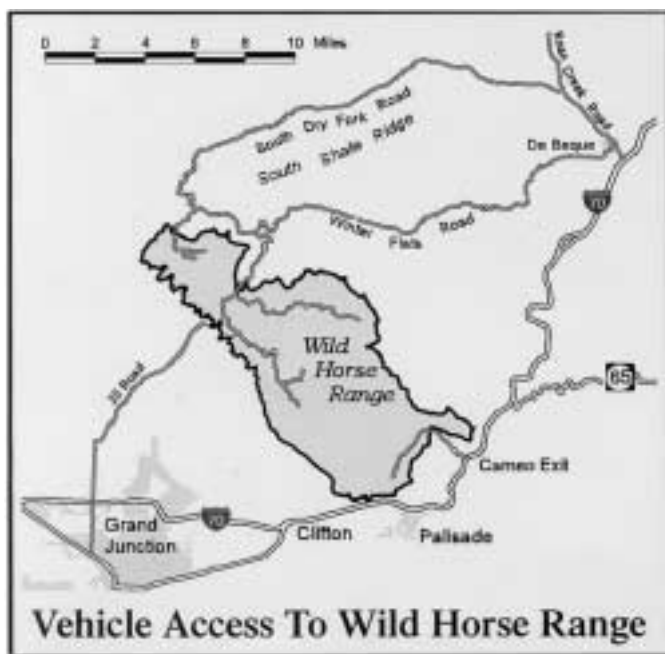 0 2 4 6 8 10 Miles
Roan Creek Road
South Dry Fork Road
South Shale Ridge
De Beque
70
Winter Flats Road
Wild
Horse
Range
65
25 Road
Cameo Exit
Grand
Junction
70
Clifton
Palisade
Vehicle Access To Wild Horse Range